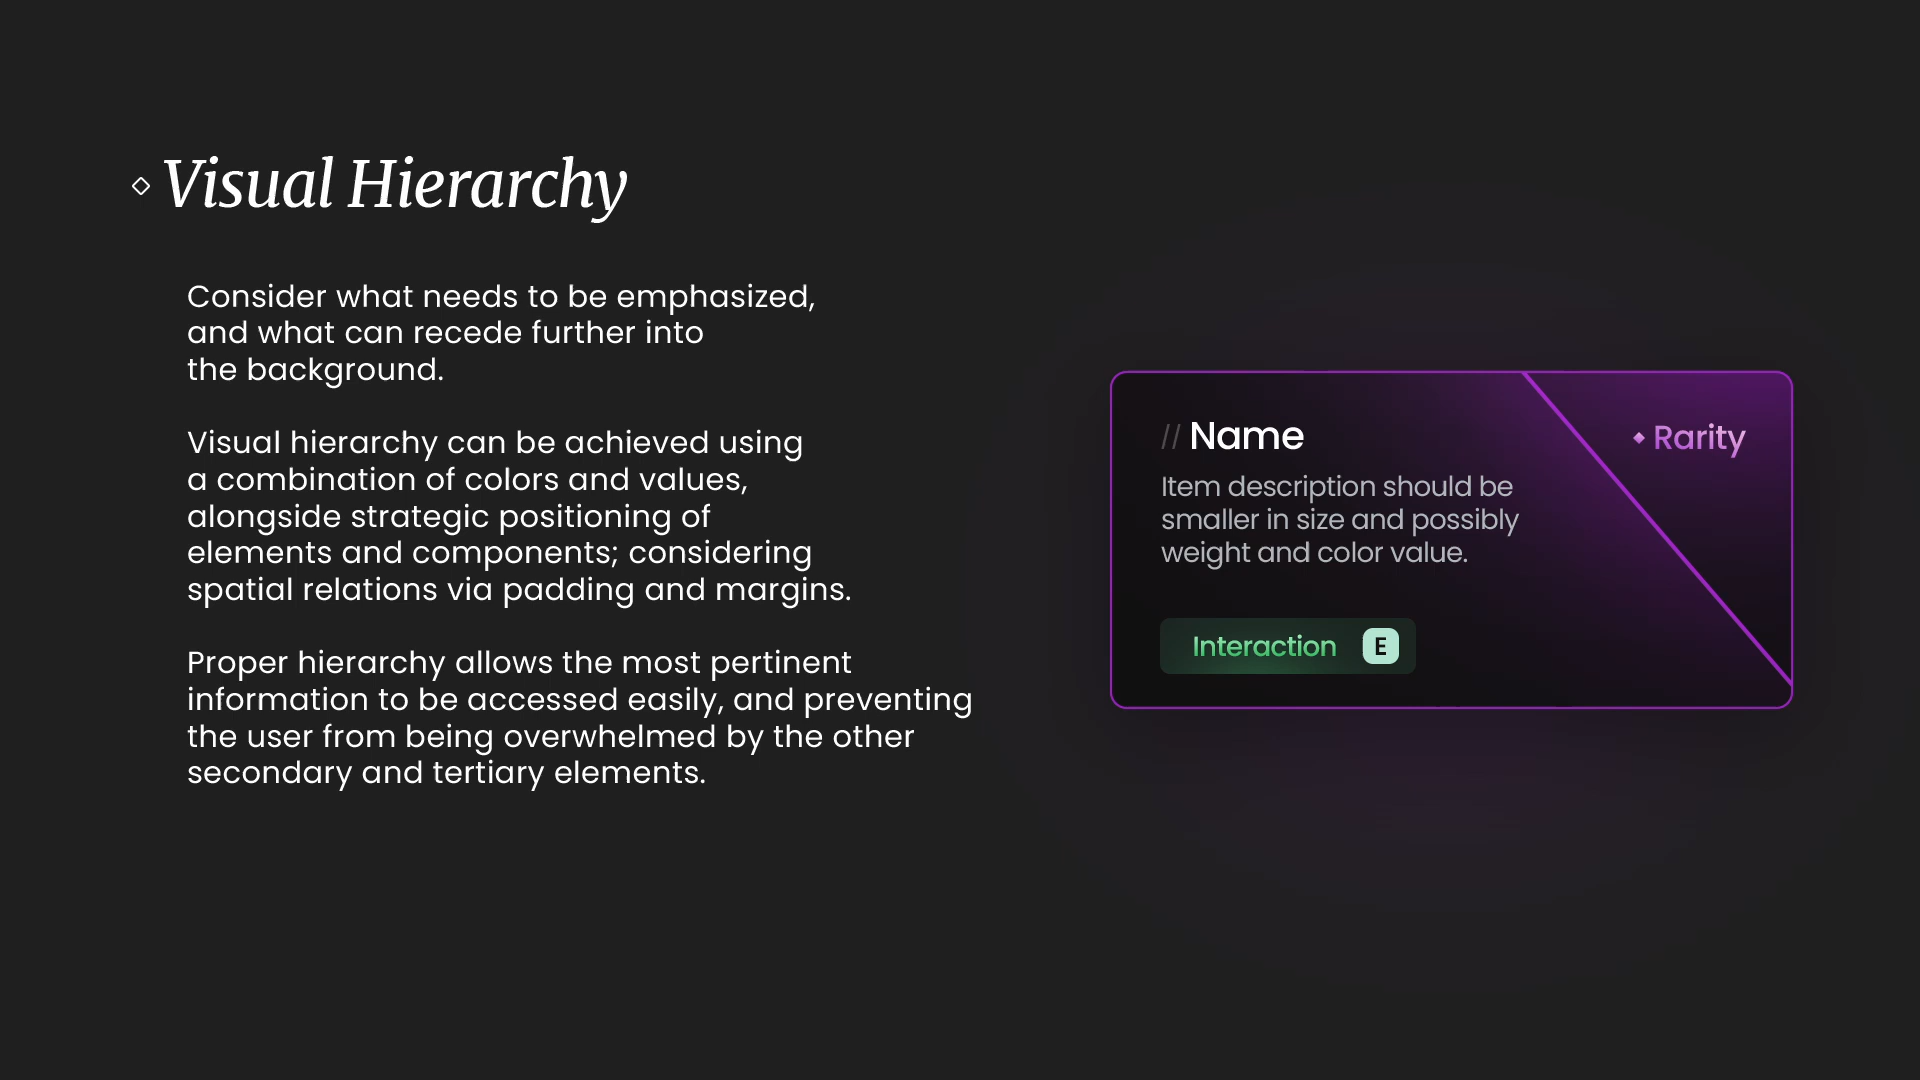 Visual Hierarchy
Consider what needs to be emphasized,
and what can recede further into
the background.
Visual hierarchy can be achieved using
a combination of colors and values,
alongside strategic positioning of
elements and components; considering
spatial relations via padding and margins.
Proper hierarchy allows the most pertinent
information to be accessed easily, and preventing
the user from being overwhelmed by the other
secondary and tertiary elements.
// Name
Rarity
Item description should be
smaller in size and possibly
weight and color value.
Interaction E